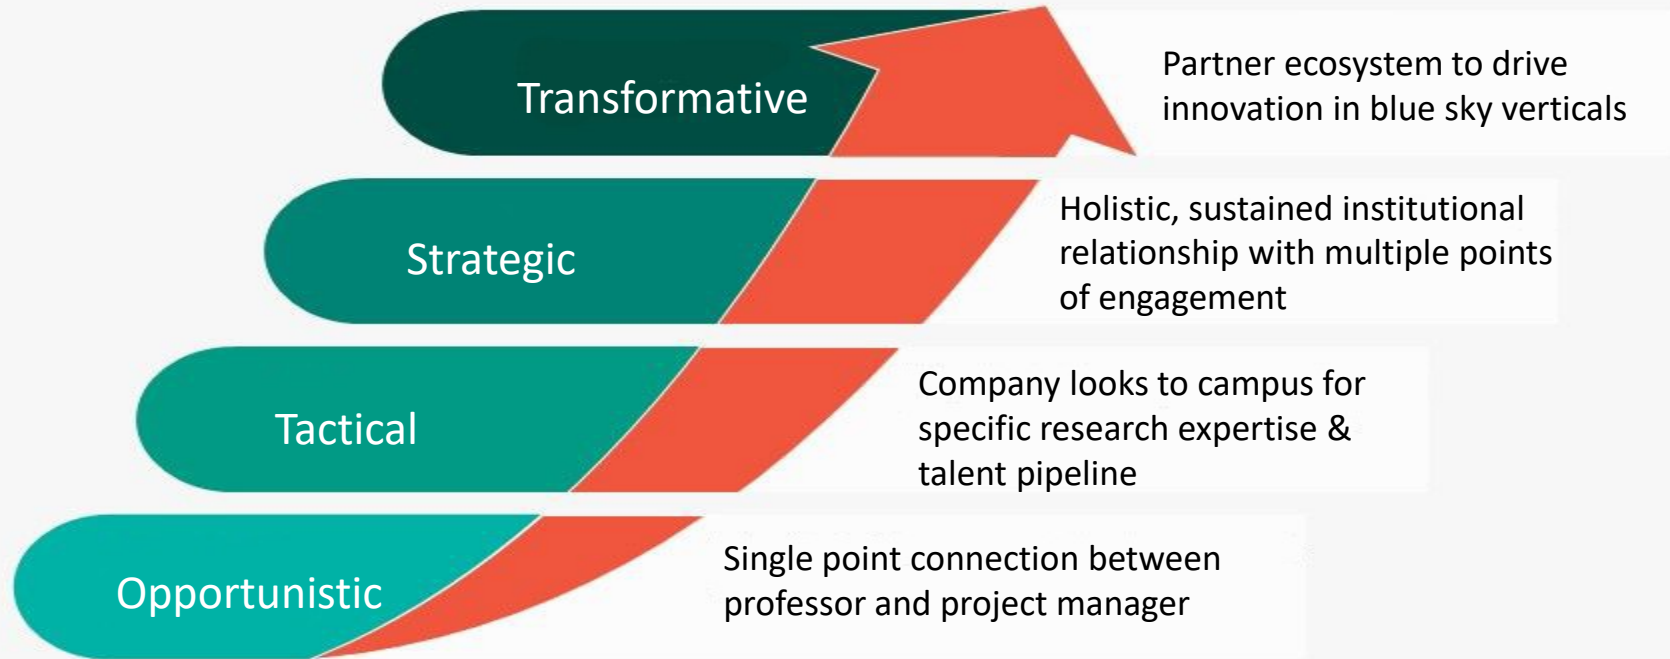 Transformative
Partner ecosystem to drive
innovation in blue sky verticals
Strategic
Holistic, sustained institutional
relationship with multiple points
of engagement
Tactical
Company looks to campus for
specific research expertise &
talent pipeline
Opportunistic
Single point connection between
professor and project manager